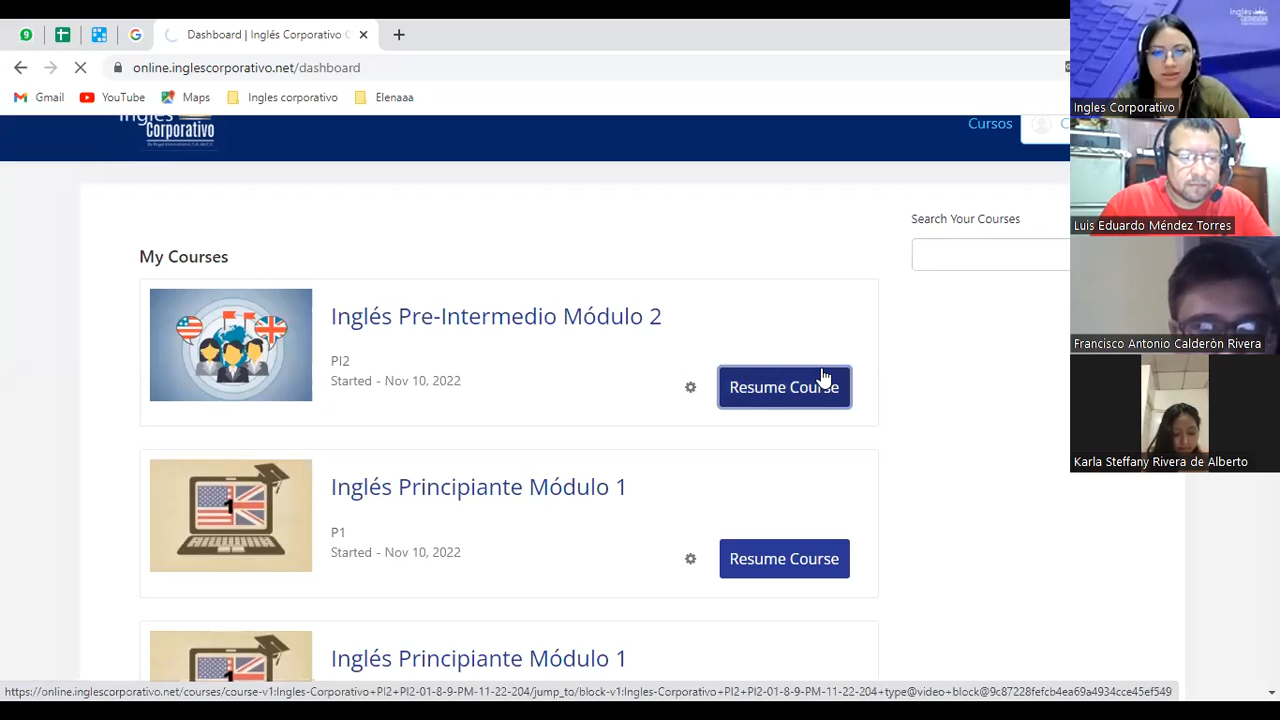 Dashboard | Inglés Corporativo
online.inglescorporativo.net/dashboard
Gmail
YouTube
Maps
Ingles corporativo
Elenaaa
Inglés
Corporativo
Cursos
Search Your Courses
My Courses
Inglés Pre-Intermedio Módulo 2
PI2
Started - Nov 10, 2022
Resume Course
Inglés Principiante Módulo 1
P1
Started - Nov 10, 2022
Resume Course
Inglés Principiante Módulo 1
https://online.inglescorporativo.net/courses/course-v1:Ingles-Corporativo+PI2+PI2-01-8-9-PM-11-22-204/jump_to/block-v1:Ingles-Corporativo+PI2+PI2-01-8-9-PM-11-22-204+type@video+block@9c87228fefcb4ea69a4934cce45ef549
Ingles Corporativo
Luis Eduardo Méndez Torres
Francisco Antonio Calderòn Rivera
Karla Steffany Rivera de Alberto